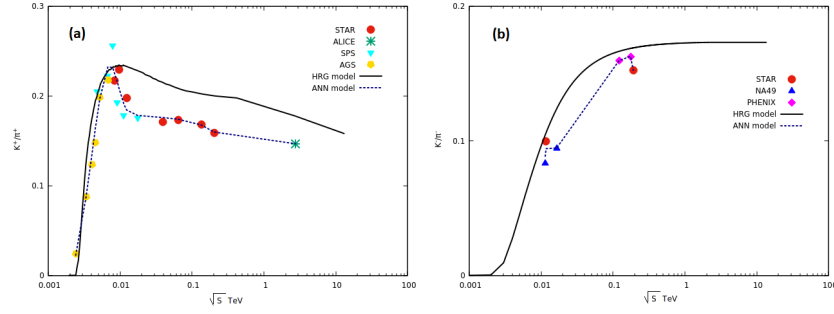 (a)
STAR
ALICE
SPS
AGS
HRG model
ANN model
0.3
0.2
0.1
0
K⁺/π⁺
0.001
0.01
0.1
1
10
100
√S TeV
(b)
STAR
NA49
PHENIX
HRG model
ANN model
0.2
0.1
0
K⁻/π⁻
0.001
0.01
0.1
1
10
100
√S TeV